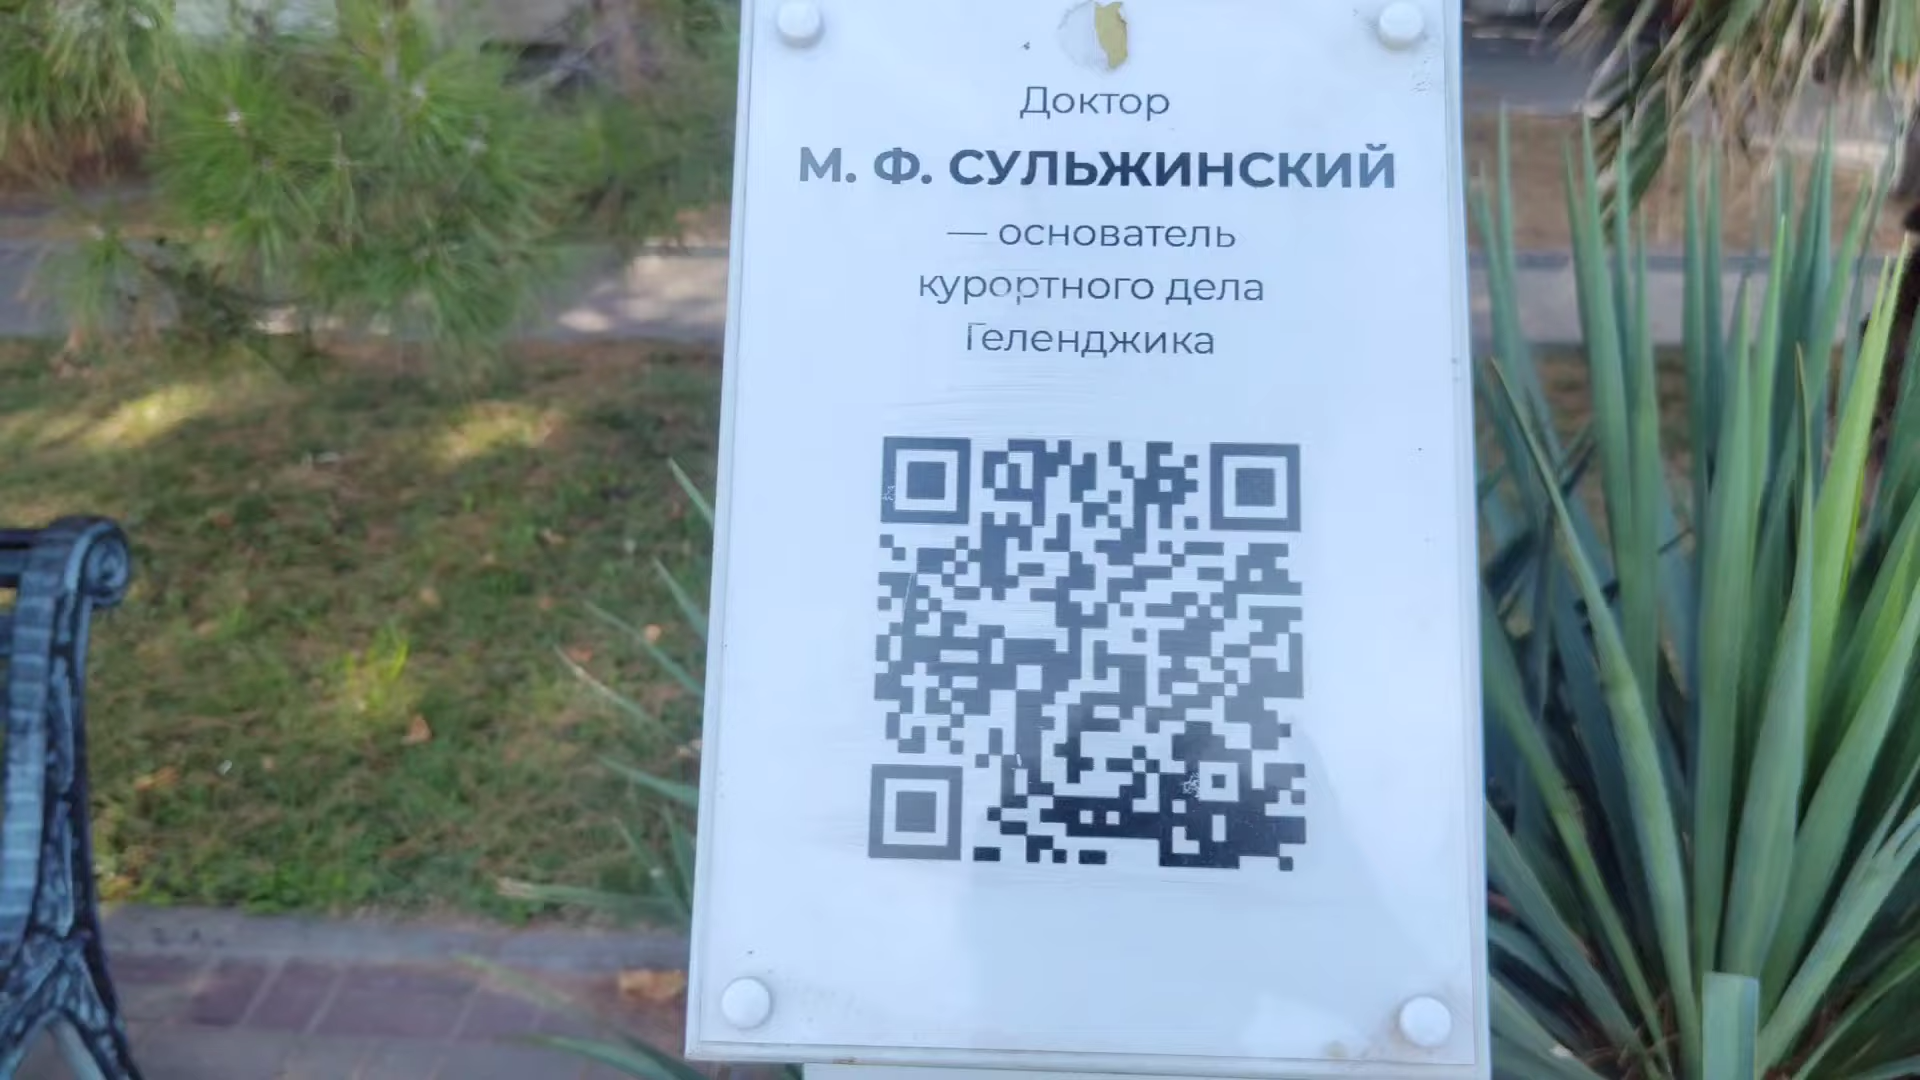 Доктор
М. Ф. СУЛЬЖИНСКИЙ
— основатель
курортного дела
Геленджика